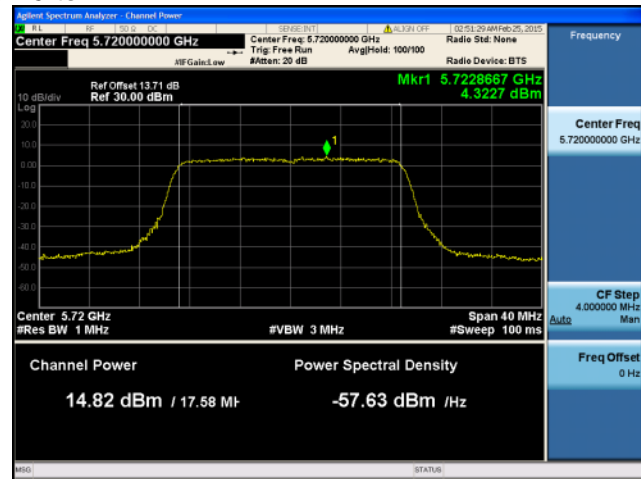 Agilent Spectrum Analyzer - Channel Power
RL RF 50 Ω DC SENSE:INT ALIGN OFF 02:51:29 AM Feb 25, 2015
Center Freq 5.720000000 GHz Center Freq: 5.720000000 GHz Radio Std: None Frequency
Trig: Free Run Avg|Hold: 100/100
#IFGain:Low #Atten: 20 dB Radio Device: BTS
Ref Offset 13.71 dB Mkr1 5.7228667 GHz
10 dB/div Ref 30.00 dBm 4.3227 dBm
Log
20.0
10.0 1
0.00
-10.0
-20.0
-30.0
-40.0
-50.0
-60.0
Center Freq
5.720000000 GHz
Center 5.72 GHz Span 40 MHz
#Res BW 1 MHz #VBW 3 MHz #Sweep 100 ms
CF Step
4.000000 MHz
Auto Man
Channel Power Power Spectral Density
14.82 dBm / 17.58 MH -57.63 dBm /Hz
Freq Offset
0 Hz
MSG STATUS